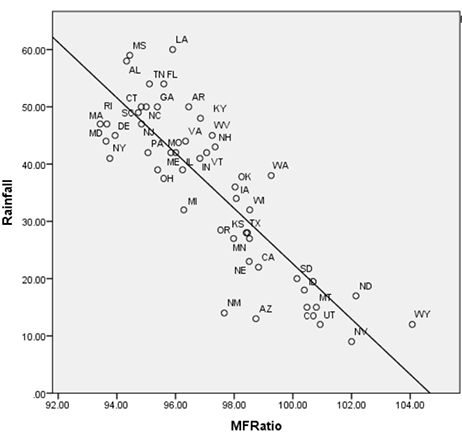 60.00
50.00
40.00
30.00
20.00
10.00
.00
Rainfall
LA
MS
AL
TN FL
CT
GA
AR
RI
SC
NC
KY
MA
DE
NJ
VA
WV
MD
PA
MO
NH
NY
ME
IL
IN
VT
OH
OK
WA
IA
MI
WI
OR
KS
TX
MN
NE
CA
SD
ID
ND
NM
AZ
MT
UT
WY
NV
92.00
94.00
96.00
98.00
100.00
102.00
104.00
MFRatio